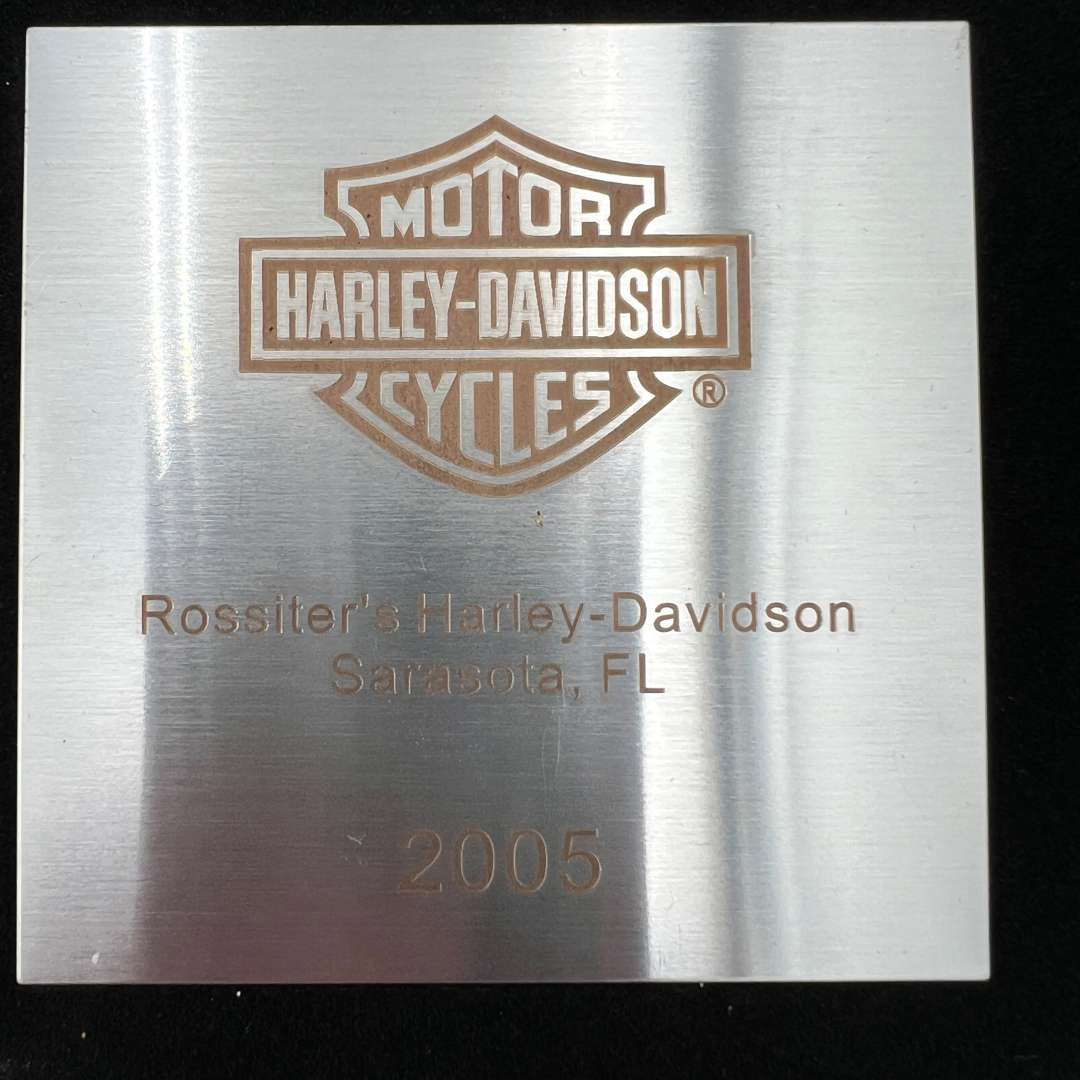 MOTOR
HARLEY-DAVIDSON
CYCLES ®
Rossiter's Harley-Davidson
Sarasota, FL
2005